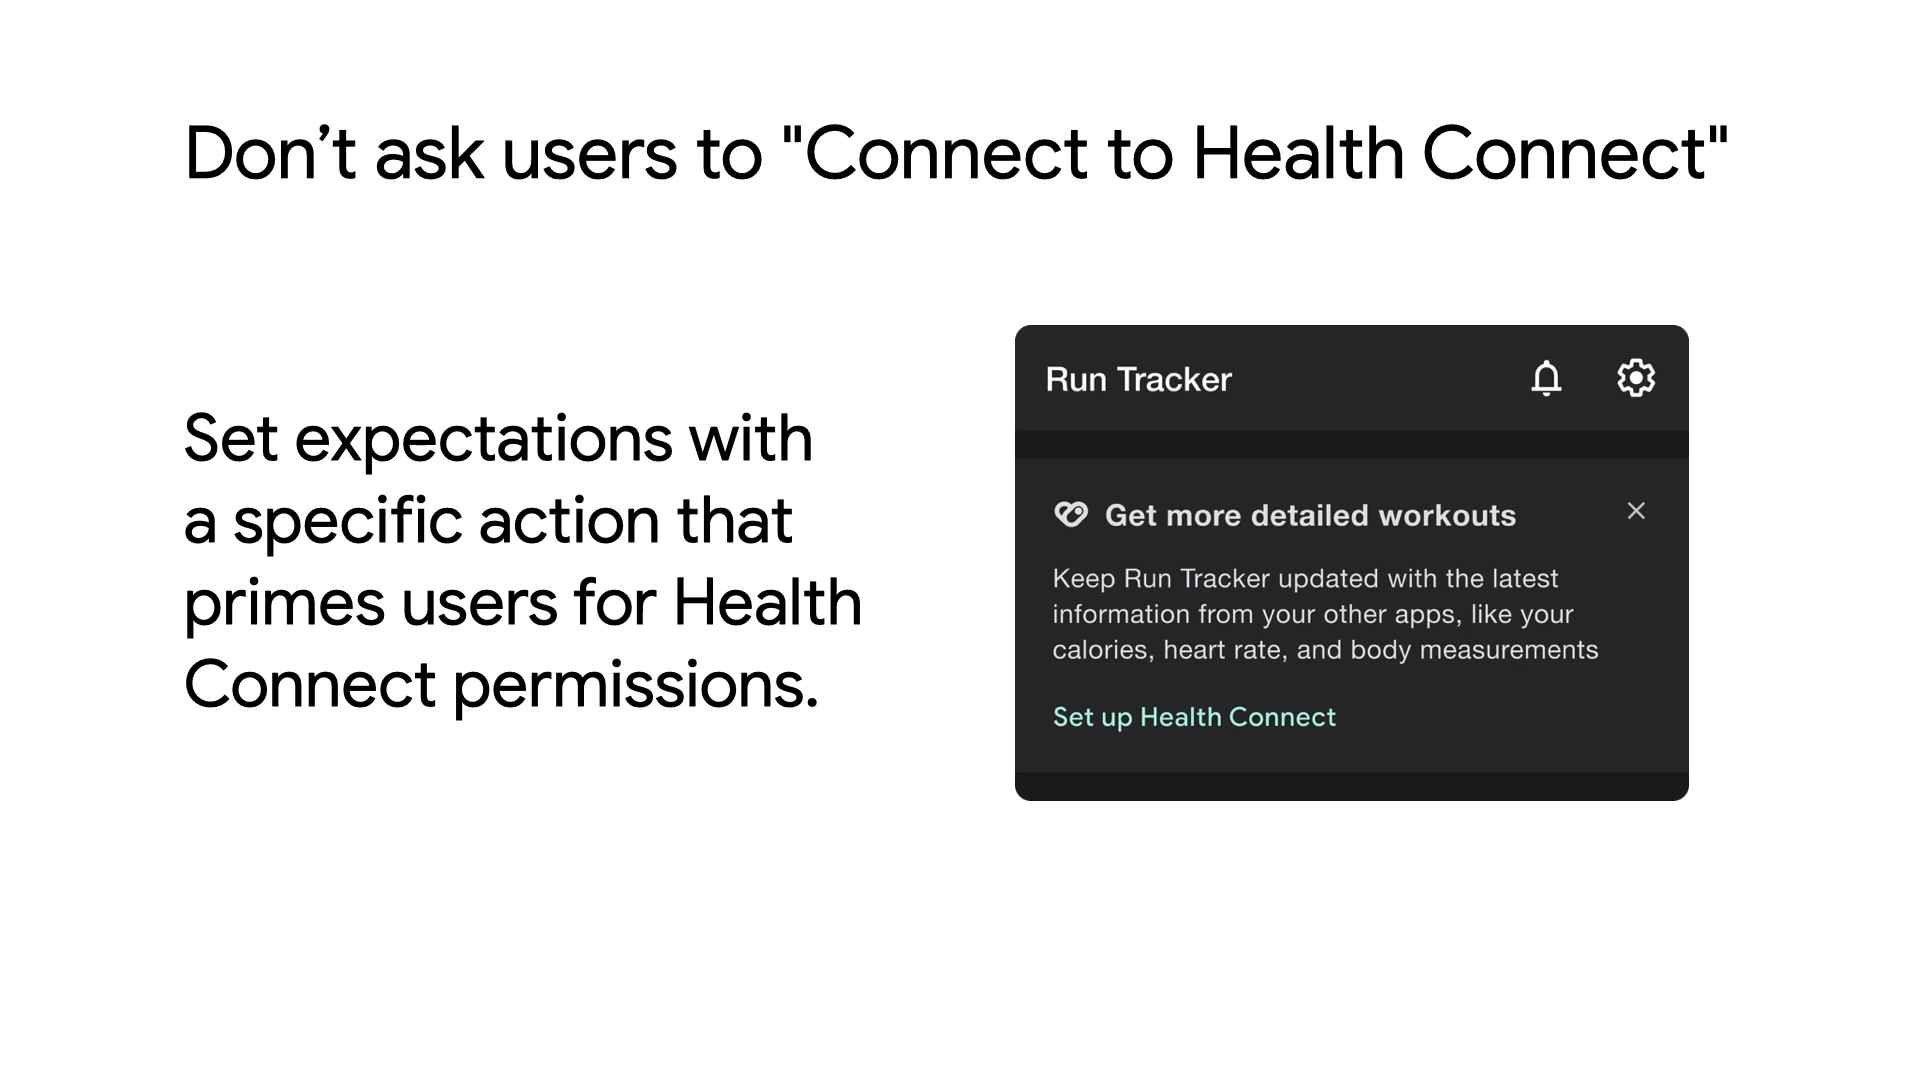 Don’t ask users to "Connect to Health Connect"
Set expectations with
a specific action that
primes users for Health
Connect permissions.
Run Tracker
Get more detailed workouts
Keep Run Tracker updated with the latest
information from your other apps, like your
calories, heart rate, and body measurements
Set up Health Connect